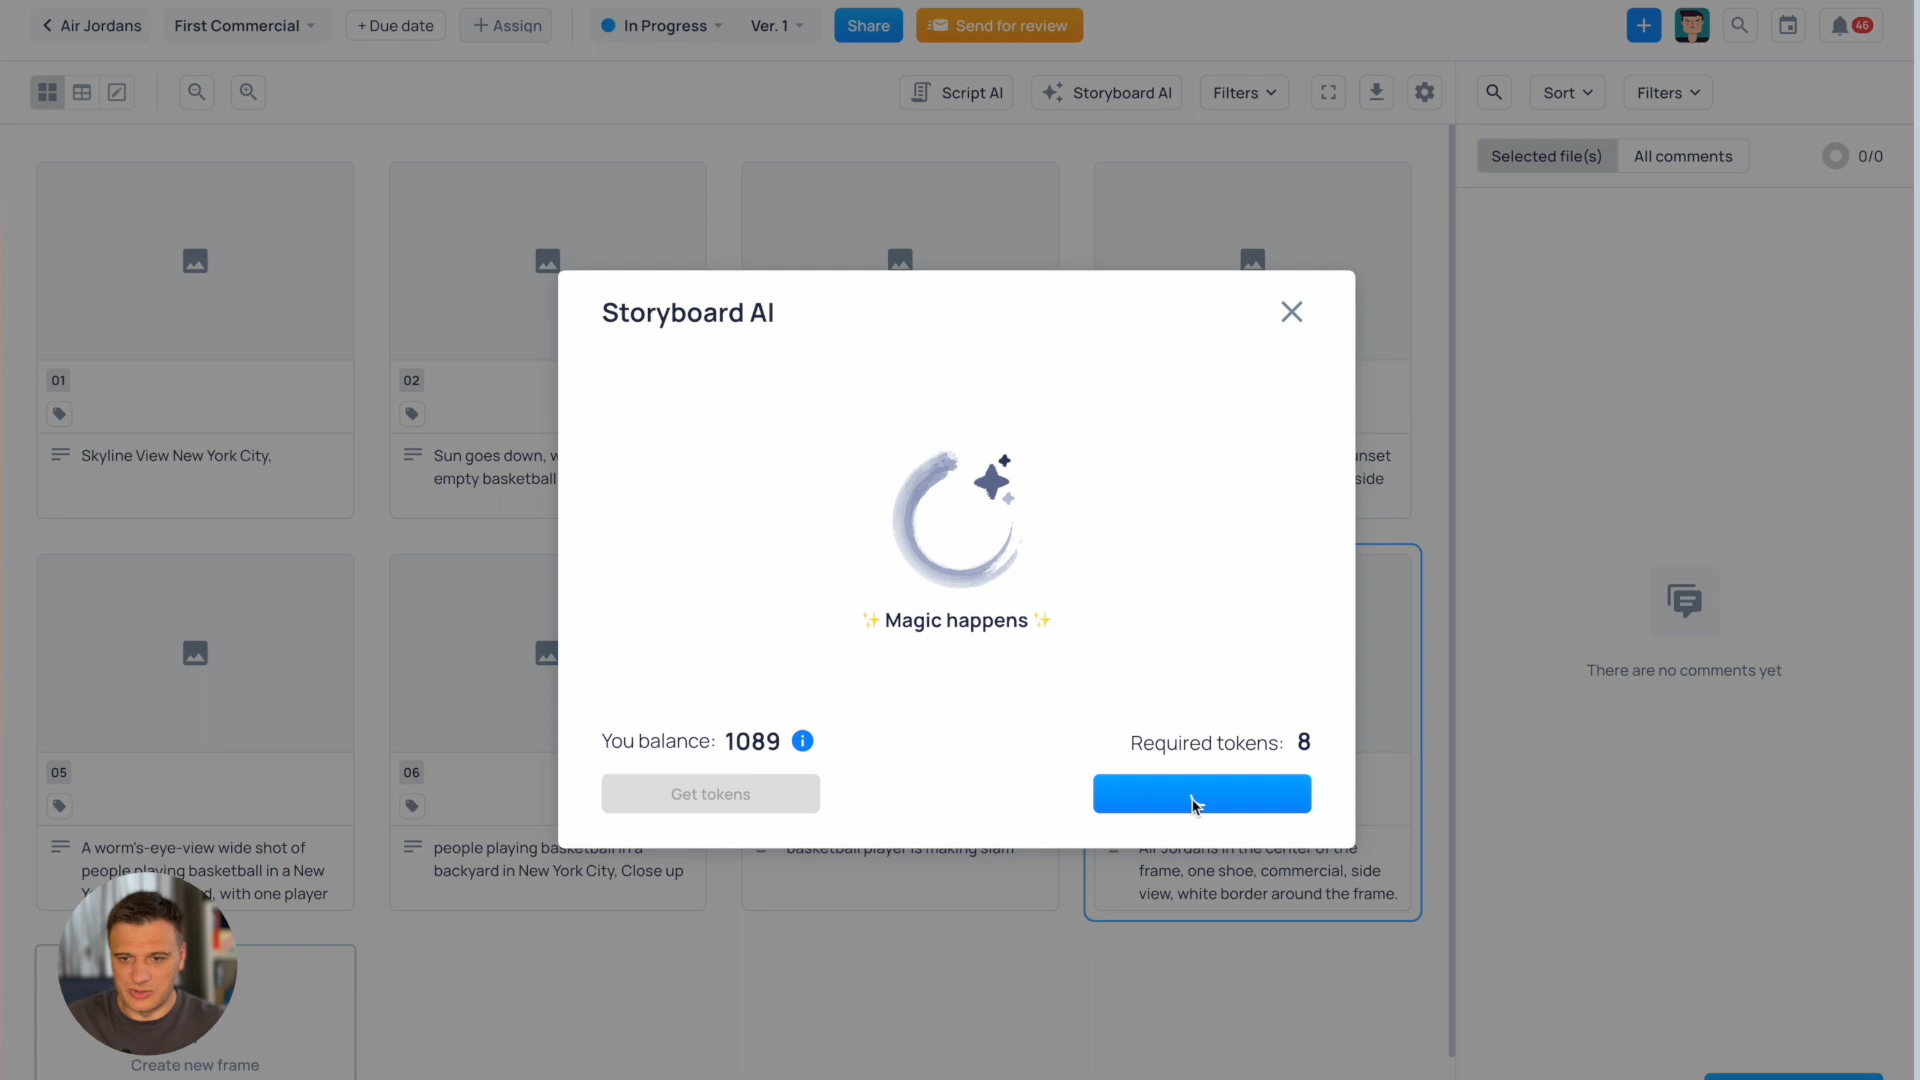 Air Jordans
First Commercial
+ Due date
Assign
In Progress
Ver. 1
Share
Send for review
46
Script AI
Storyboard AI
Filters
Sort
Filters
Selected file(s)
All comments
0/0
01
02
Skyline View New York City,
Sun goes down, w
empty basketball
nset
side
Storyboard AI
✨ Magic happens ✨
You balance: 1089
Required tokens: 8
Get tokens
There are no comments yet
05
06
A worm's-eye-view wide shot of
people playing basketball in a New
d, with one player
people playing basketball in a
backyard in New York City, Close up
basketball player is making slam
Air Jordans in the center of the
frame, one shoe, commercial, side
view, white border around the frame.
Create new frame